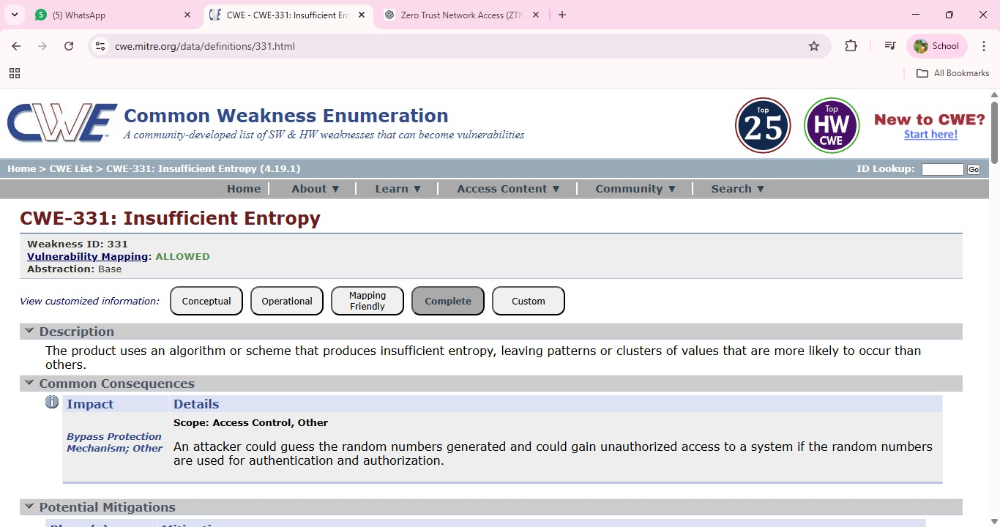 (5) WhatsApp
CWE - CWE-331: Insufficient En
Zero Trust Network Access (ZTN
cwe.mitre.org/data/definitions/331.html
School
All Bookmarks
CWE
Common Weakness Enumeration
A community-developed list of SW & HW weaknesses that can become vulnerabilities
Top
25
Top
HW
CWE
New to CWE?
Start here!
Home > CWE List > CWE-331: Insufficient Entropy (4.19.1)
ID Lookup:
Go
Home
About ▼
Learn ▼
Access Content ▼
Community ▼
Search ▼
CWE-331: Insufficient Entropy
Weakness ID: 331
Vulnerability Mapping: ALLOWED
Abstraction: Base
View customized information:
Conceptual
Operational
Mapping
Friendly
Complete
Custom
Description
The product uses an algorithm or scheme that produces insufficient entropy, leaving patterns or clusters of values that are more likely to occur than
others.
Common Consequences
Impact
Details
Scope: Access Control, Other
Bypass Protection
Mechanism; Other
An attacker could guess the random numbers generated and could gain unauthorized access to a system if the random numbers
are used for authentication and authorization.
Potential Mitigations